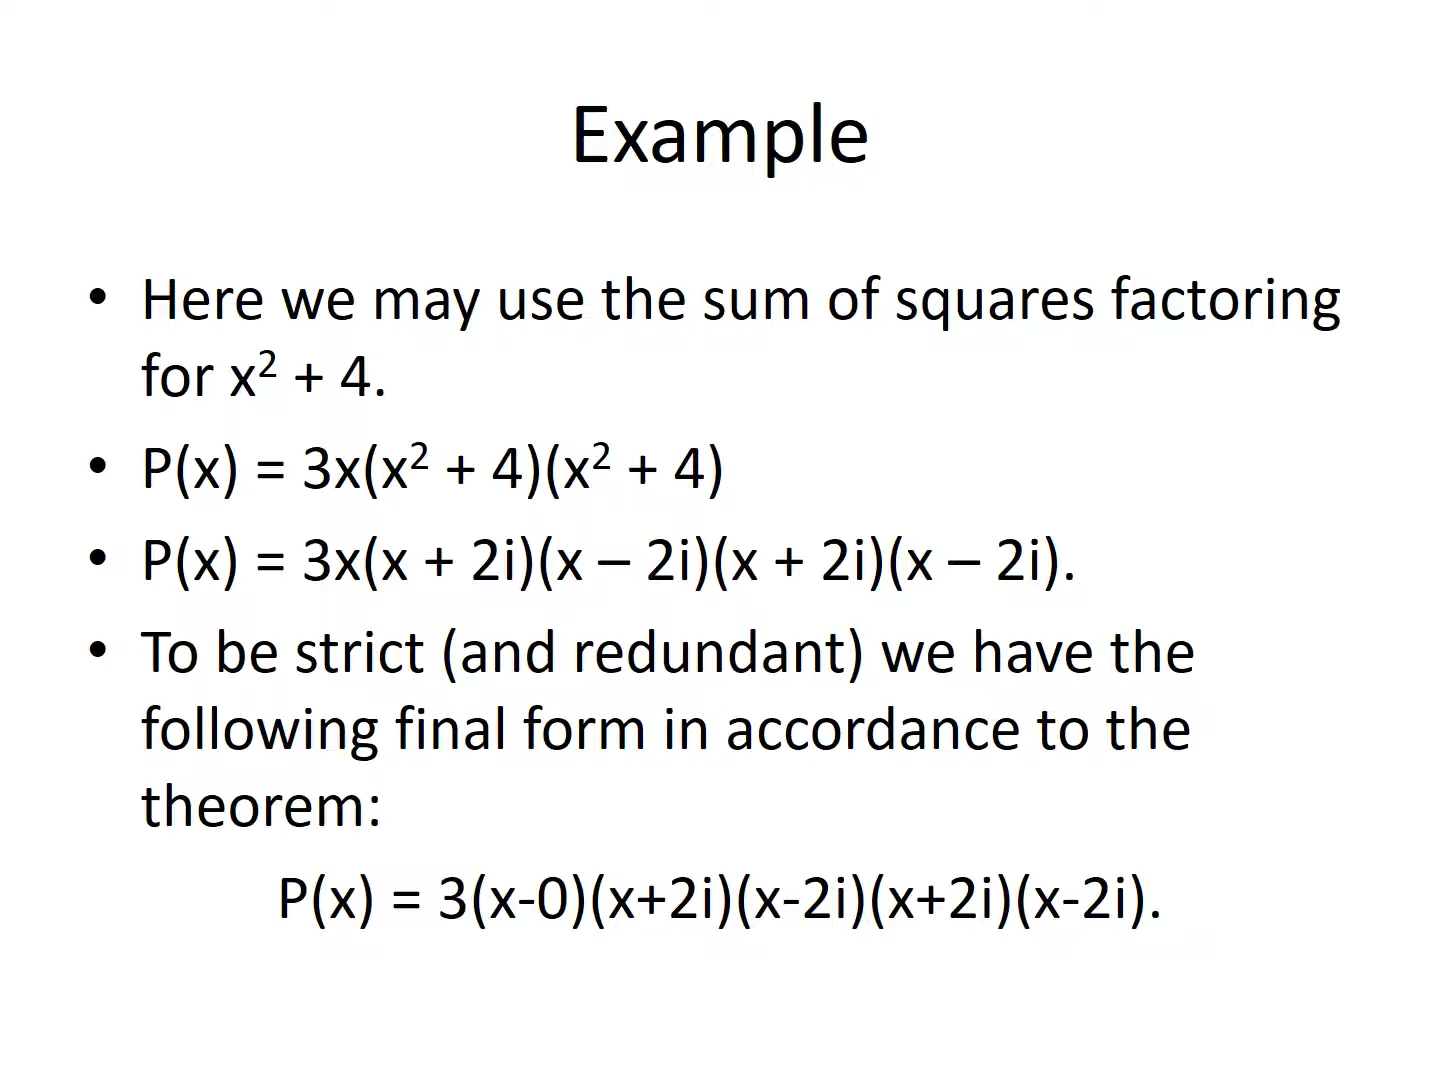 Example
• Here we may use the sum of squares factoring
for x² + 4.
• P(x) = 3x(x² + 4)(x² + 4)
• P(x) = 3x(x + 2i)(x – 2i)(x + 2i)(x – 2i).
• To be strict (and redundant) we have the
following final form in accordance to the
theorem:
P(x) = 3(x-0)(x+2i)(x-2i)(x+2i)(x-2i).